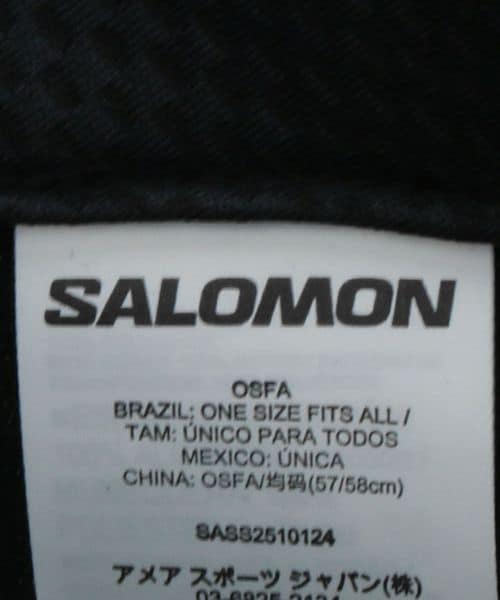 SALOMON
OSFA
BRAZIL: ONE SIZE FITS ALL /
TAM: ÚNICO PARA TODOS
MEXICO: ÚNICA
CHINA: OSFA/均码(57/58cm)
SASS2510124
アメア スポーツ ジャパン(株)